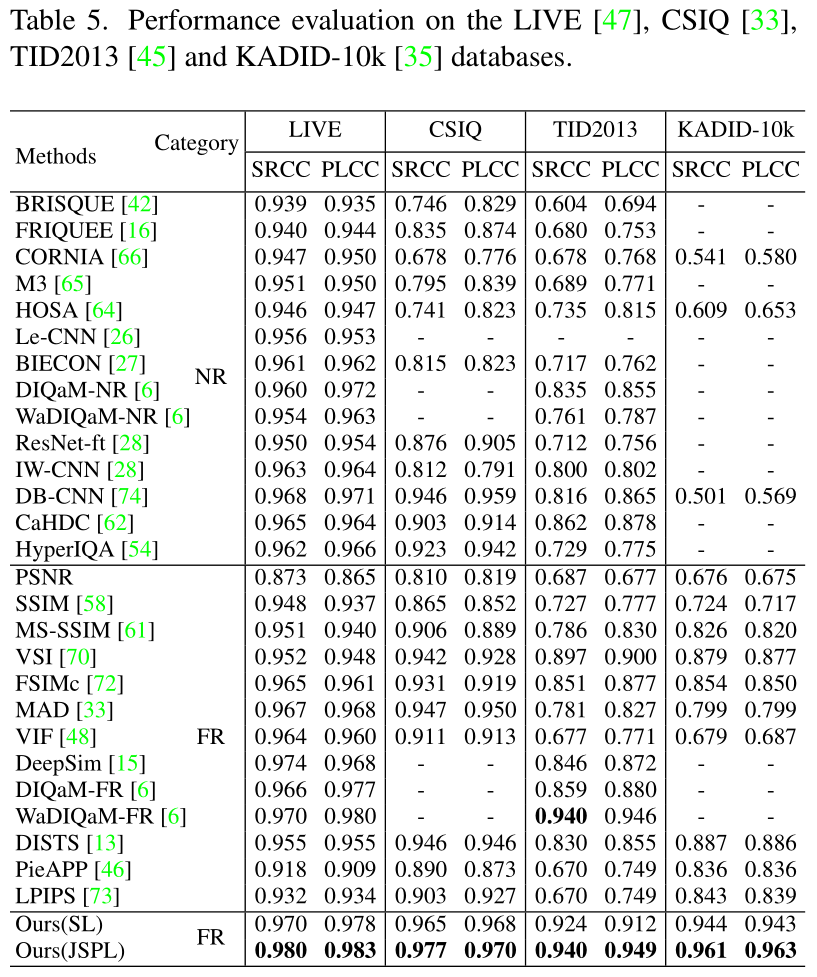 Table 5. Performance evaluation on the LIVE [47], CSIQ [33],
TID2013 [45] and KADID-10k [35] databases.
Methods Category LIVE CSIQ TID2013 KADID-10k
SRCC PLCC SRCC PLCC SRCC PLCC SRCC PLCC
BRISQUE [42] 0.939 0.935 0.746 0.829 0.604 0.694 - -
FRIQUEE [16] 0.940 0.944 0.835 0.874 0.680 0.753 - -
CORNIA [66] 0.947 0.950 0.678 0.776 0.678 0.768 0.541 0.580
M3 [65] 0.951 0.950 0.795 0.839 0.689 0.771 - -
HOSA [64] 0.946 0.947 0.741 0.823 0.735 0.815 0.609 0.653
Le-CNN [26] 0.956 0.953 - - - - - -
BIECON [27] 0.961 0.962 0.815 0.823 0.717 0.762 - -
NR
DIQaM-NR [6] 0.960 0.972 - - 0.835 0.855 - -
WaDIQaM-NR [6] 0.954 0.963 - - 0.761 0.787 - -
ResNet-ft [28] 0.950 0.954 0.876 0.905 0.712 0.756 - -
IW-CNN [28] 0.963 0.964 0.812 0.791 0.800 0.802 - -
DB-CNN [74] 0.968 0.971 0.946 0.959 0.816 0.865 0.501 0.569
CaHDC [62] 0.965 0.964 0.903 0.914 0.862 0.878 - -
HyperIQA [54] 0.962 0.966 0.923 0.942 0.729 0.775 - -
PSNR 0.873 0.865 0.810 0.819 0.687 0.677 0.676 0.675
SSIM [58] 0.948 0.937 0.865 0.852 0.727 0.777 0.724 0.717
MS-SSIM [61] 0.951 0.940 0.906 0.889 0.786 0.830 0.826 0.820
VSI [70] 0.952 0.948 0.942 0.928 0.897 0.900 0.879 0.877
FSIMc [72] 0.965 0.961 0.931 0.919 0.851 0.877 0.854 0.850
MAD [33] 0.967 0.968 0.947 0.950 0.781 0.827 0.799 0.799
VIF [48] FR 0.964 0.960 0.911 0.913 0.677 0.771 0.679 0.687
DeepSim [15] 0.974 0.968 - - 0.846 0.872 - -
DIQaM-FR [6] 0.966 0.977 - - 0.859 0.880 - -
WaDIQaM-FR [6] 0.970 0.980 - - 0.940 0.946 - -
DISTS [13] 0.955 0.955 0.946 0.946 0.830 0.855 0.887 0.886
PieAPP [46] 0.918 0.909 0.890 0.873 0.670 0.749 0.836 0.836
LPIPS [73] 0.932 0.934 0.903 0.927 0.670 0.749 0.843 0.839
Ours(SL) 0.970 0.978 0.965 0.968 0.924 0.912 0.944 0.943
FR
Ours(JSPL) 0.980 0.983 0.977 0.970 0.940 0.949 0.961 0.963